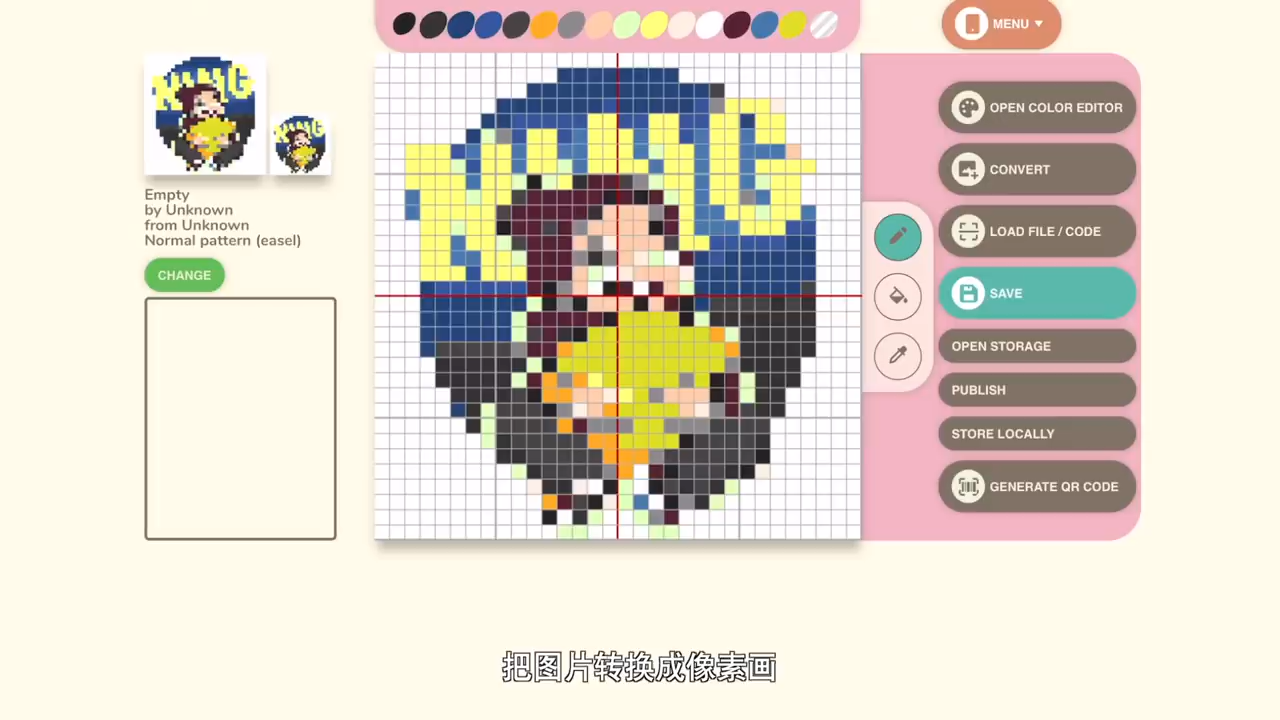 MENU
KING
Empty
by Unknown
from Unknown
Normal pattern (easel)
CHANGE
OPEN COLOR EDITOR
CONVERT
LOAD FILE / CODE
SAVE
OPEN STORAGE
PUBLISH
STORE LOCALLY
GENERATE QR CODE
把图片转换成像素画